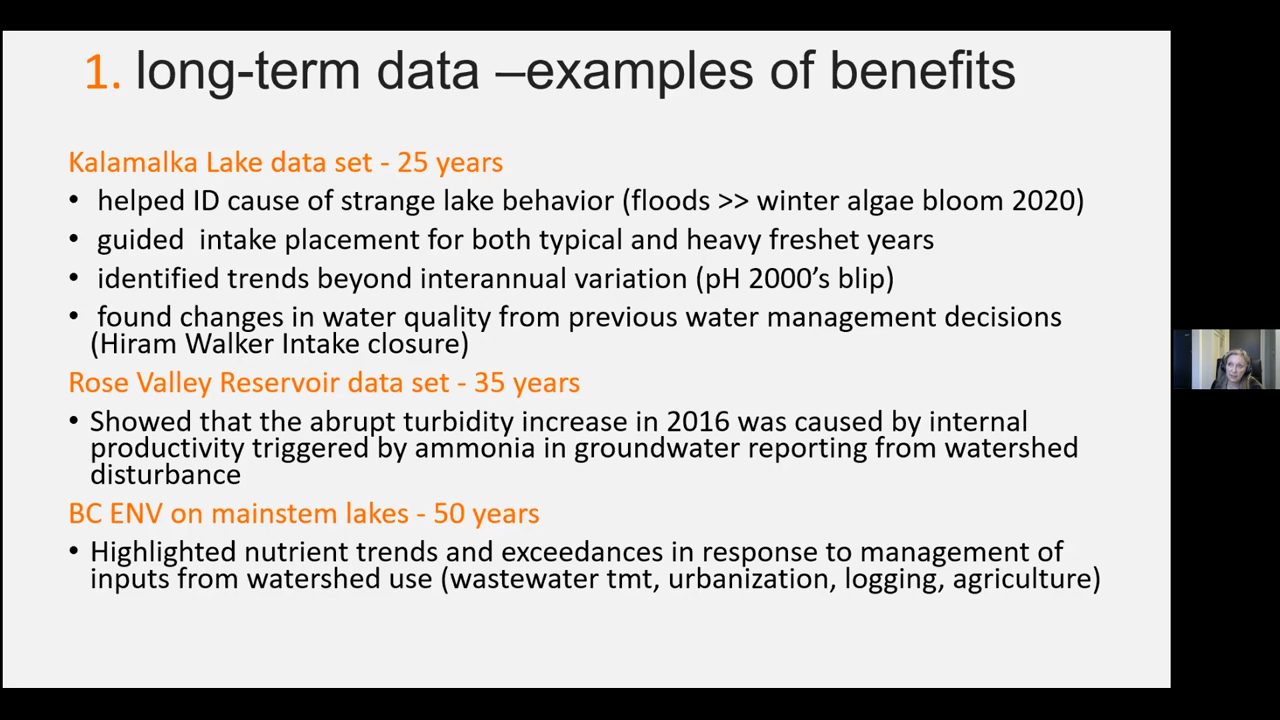 1. long-term data –examples of benefits
Kalamalka Lake data set - 25 years
• helped ID cause of strange lake behavior (floods >> winter algae bloom 2020)
• guided intake placement for both typical and heavy freshet years
• identified trends beyond interannual variation (pH 2000's blip)
• found changes in water quality from previous water management decisions
(Hiram Walker Intake closure)
Rose Valley Reservoir data set - 35 years
• Showed that the abrupt turbidity increase in 2016 was caused by internal
productivity triggered by ammonia in groundwater reporting from watershed
disturbance
BC ENV on mainstem lakes - 50 years
• Highlighted nutrient trends and exceedances in response to management of
inputs from watershed use (wastewater tmt, urbanization, logging, agriculture)